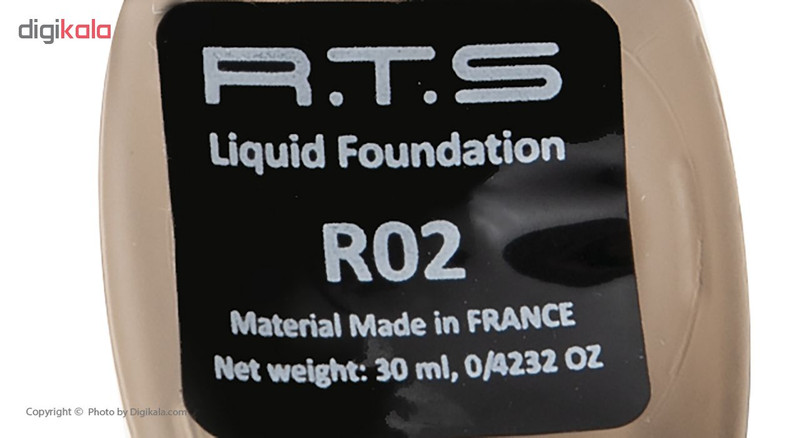 digikala
R.T.S
Liquid Foundation
R02
Material Made in FRANCE
Net weight: 30 ml, 0/4232 OZ
Copyright © Photo by Digikala.com